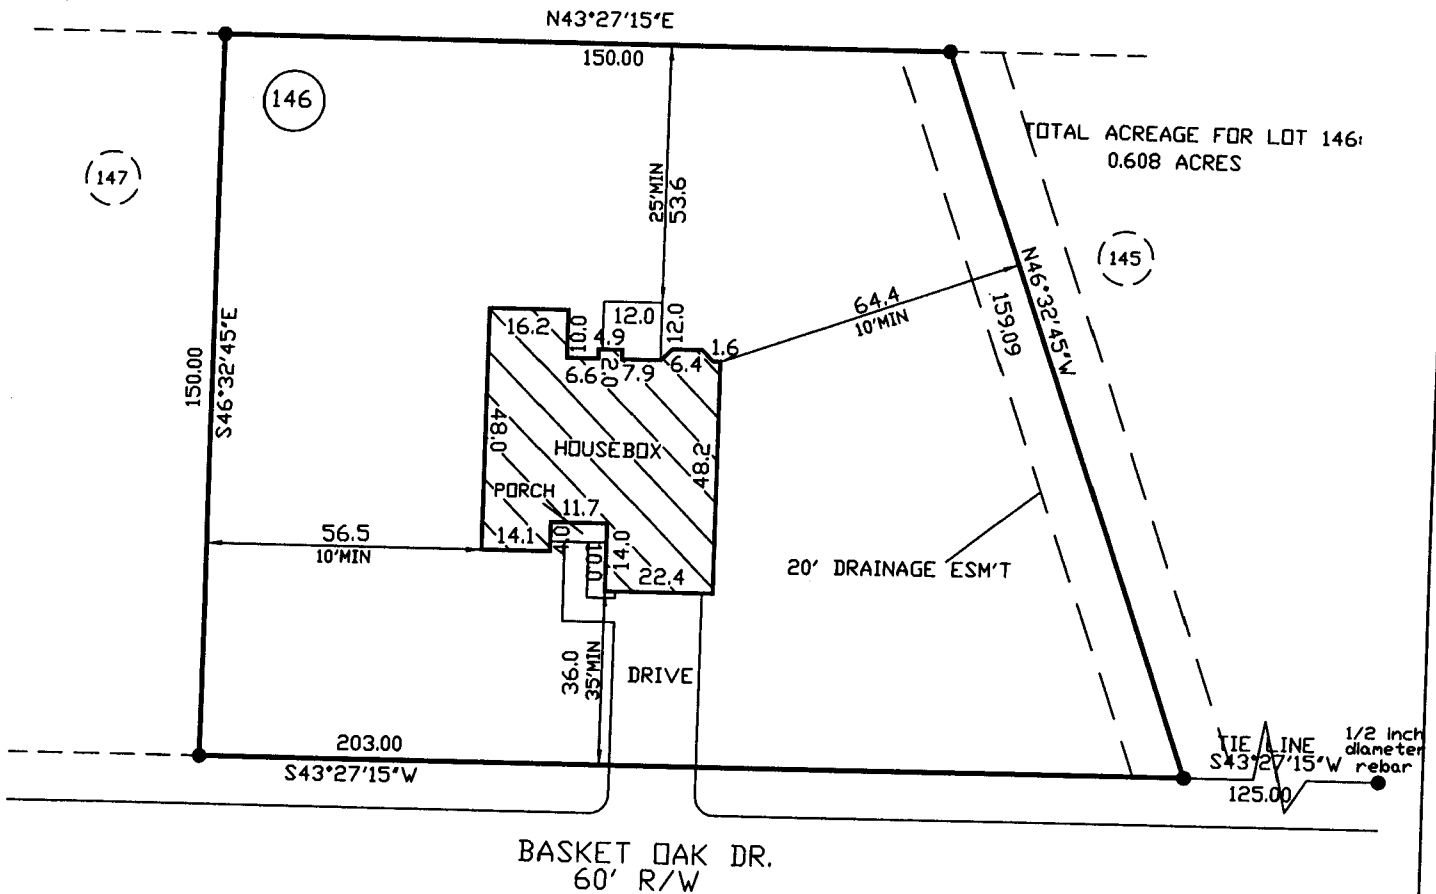 N43°27'15"E
150.00
146
147
TOTAL ACREAGE FOR LOT 146:
0.608 ACRES
145
25'MIN
53.6
N46°32'45"W
159.09
64.4
10'MIN
150.00
S46°32'45"E
16.2
10.0
4.9
12.0
12.0
1.6
6.6
2.0
7.9
6.4
48.0
HOUSEBOX
48.2
PORCH
11.7
14.1
4.0
10.0
14.0
22.4
56.5
10'MIN
20' DRAINAGE ESM'T
36.0
35'MIN
DRIVE
203.00
S43°27'15"W
TIE LINE
S43°27'15"W
125.00
1/2 inch
diameter
rebar
BASKET OAK DR.
60' R/W